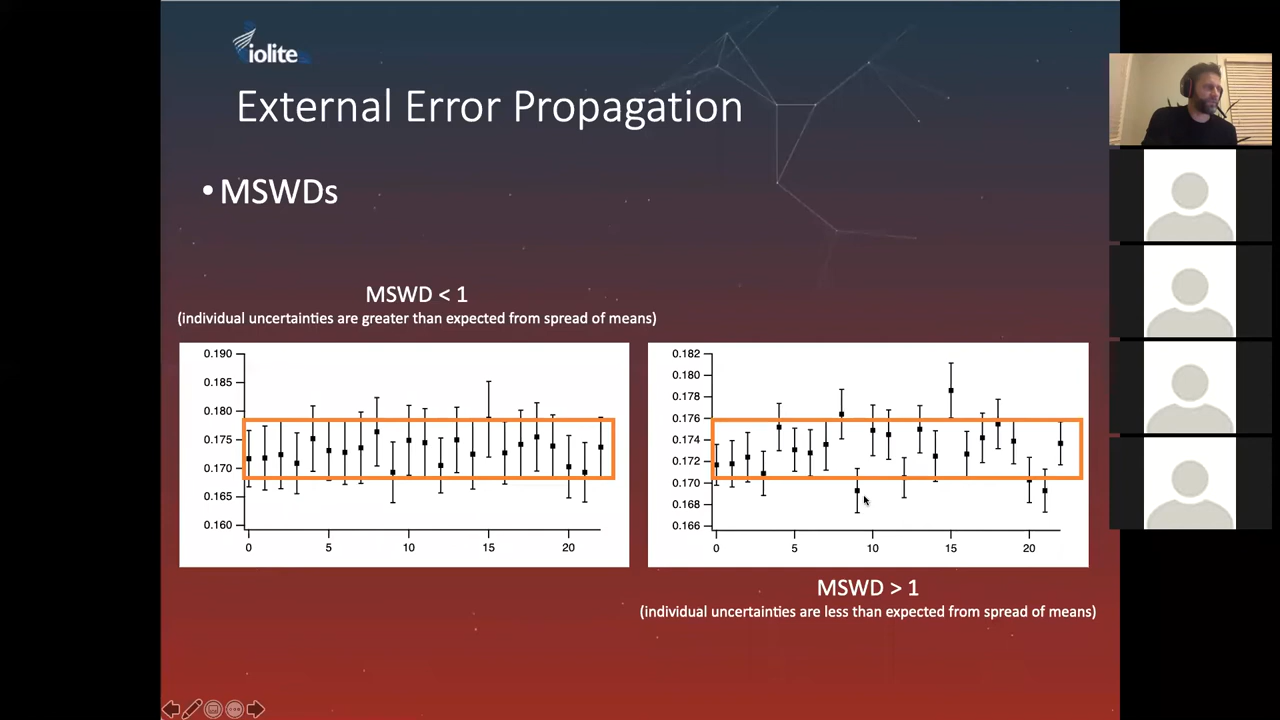 iolite
External Error Propagation
• MSWDs
MSWD < 1
(individual uncertainties are greater than expected from spread of means)
0.190
0.185
0.180
0.175
0.170
0.165
0.160
0 5 10 15 20
0.182
0.180
0.178
0.176
0.174
0.172
0.170
0.168
0.166
0 5 10 15 20
MSWD > 1
(individual uncertainties are less than expected from spread of means)